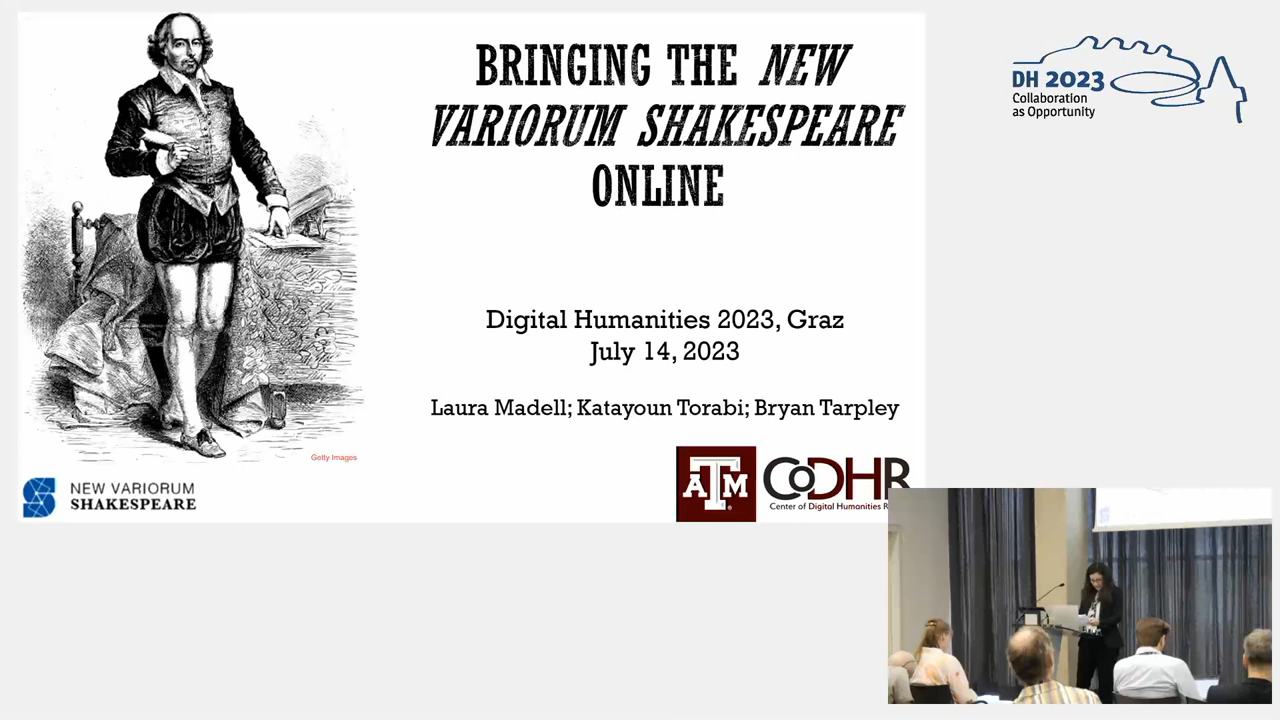 BRINGING THE NEW
VARIORUM SHAKESPEARE
ONLINE
DH 2023
Collaboration
as Opportunity
Digital Humanities 2023, Graz
July 14, 2023
Laura Madell; Katayoun Torabi; Bryan Tarpley
Getty Images
NEW VARIORUM
SHAKESPEARE
ATM
CoDHR
Center of Digital Humanities R